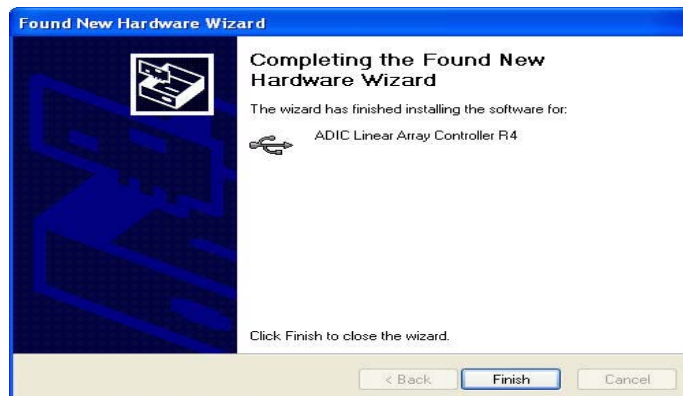 Found New Hardware Wizard
Completing the Found New
Hardware Wizard
The wizard has finished installing the software for:
ADIC Linear Array Controller R4
Click Finish to close the wizard.
< Back
Finish
Cancel